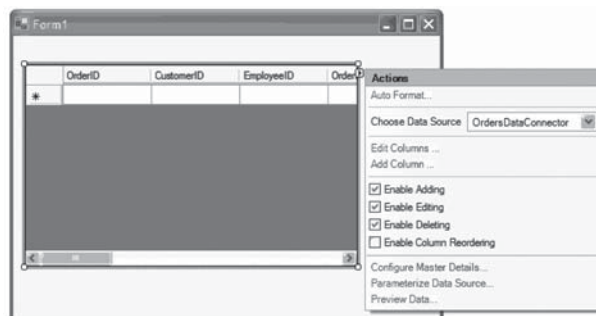 Form1
OrderID CustomerID EmployeeID Order
Actions
Auto Format...
Choose Data Source OrdersDataConnector
Edit Columns ...
Add Column ...
Enable Adding
Enable Editing
Enable Deleting
Enable Column Reordering
Configure Master Details...
Parameterize Data Source...
Preview Data...